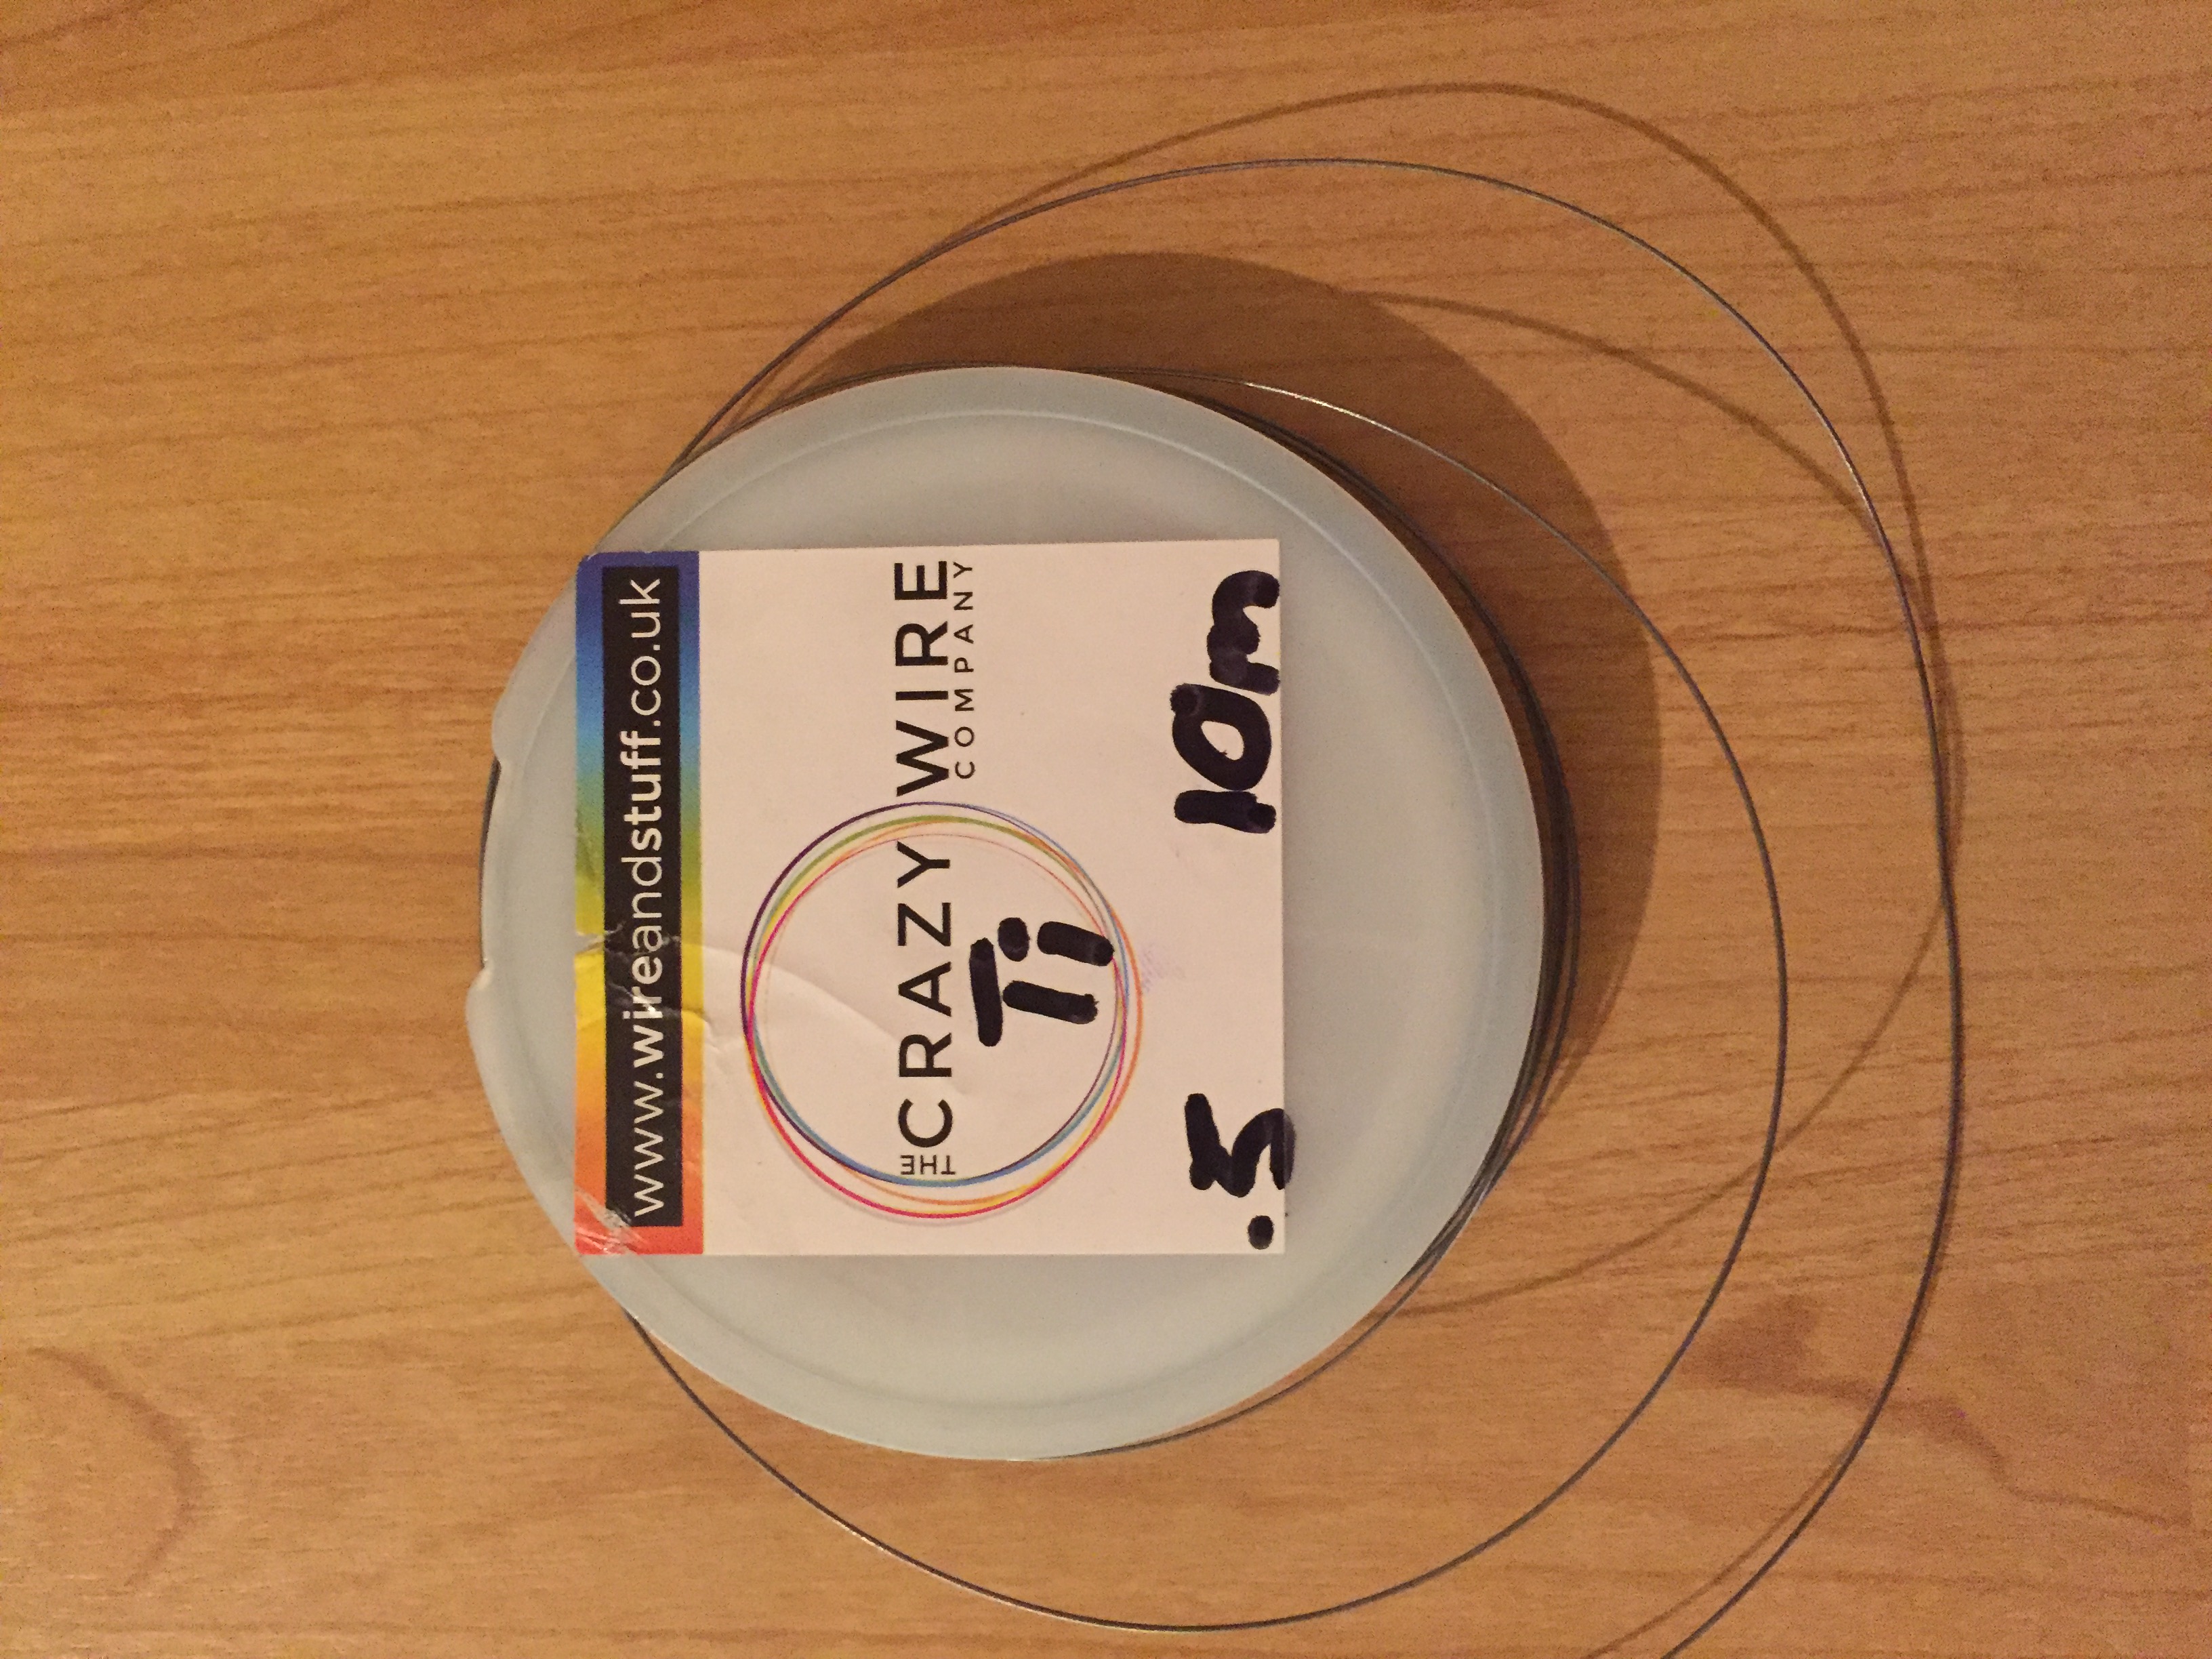 www.wireandstuff.co.uk
THE CRAZY WIRE
COMPANY
Ti
.5 10m